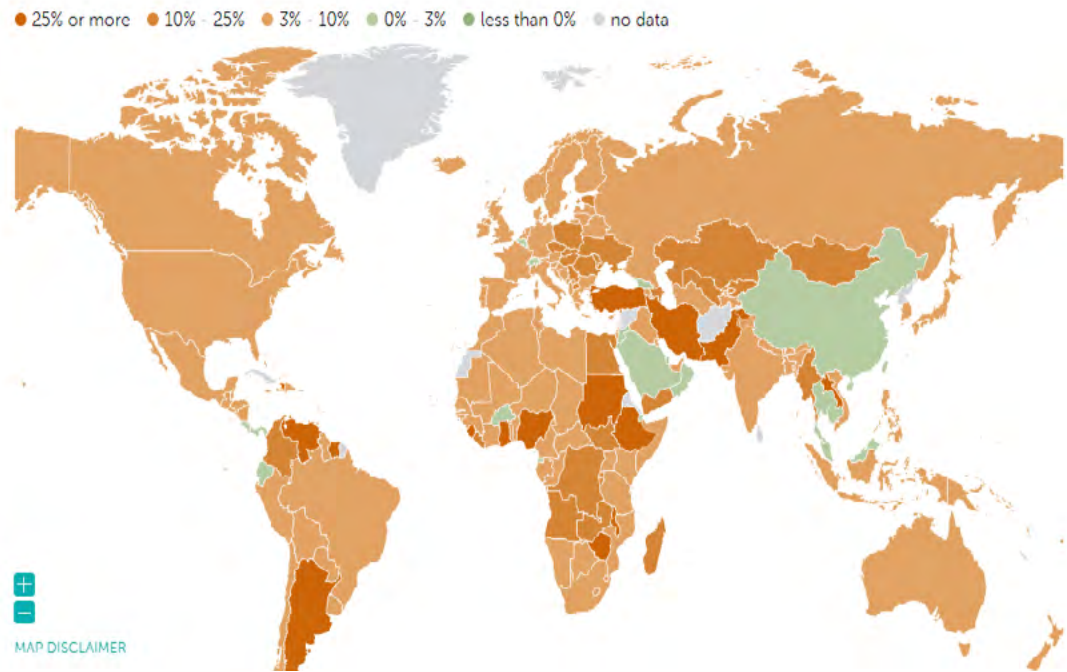 25% or more 10% - 25% 3% - 10% 0% - 3% less than 0% no data
+
−
MAP DISCLAIMER